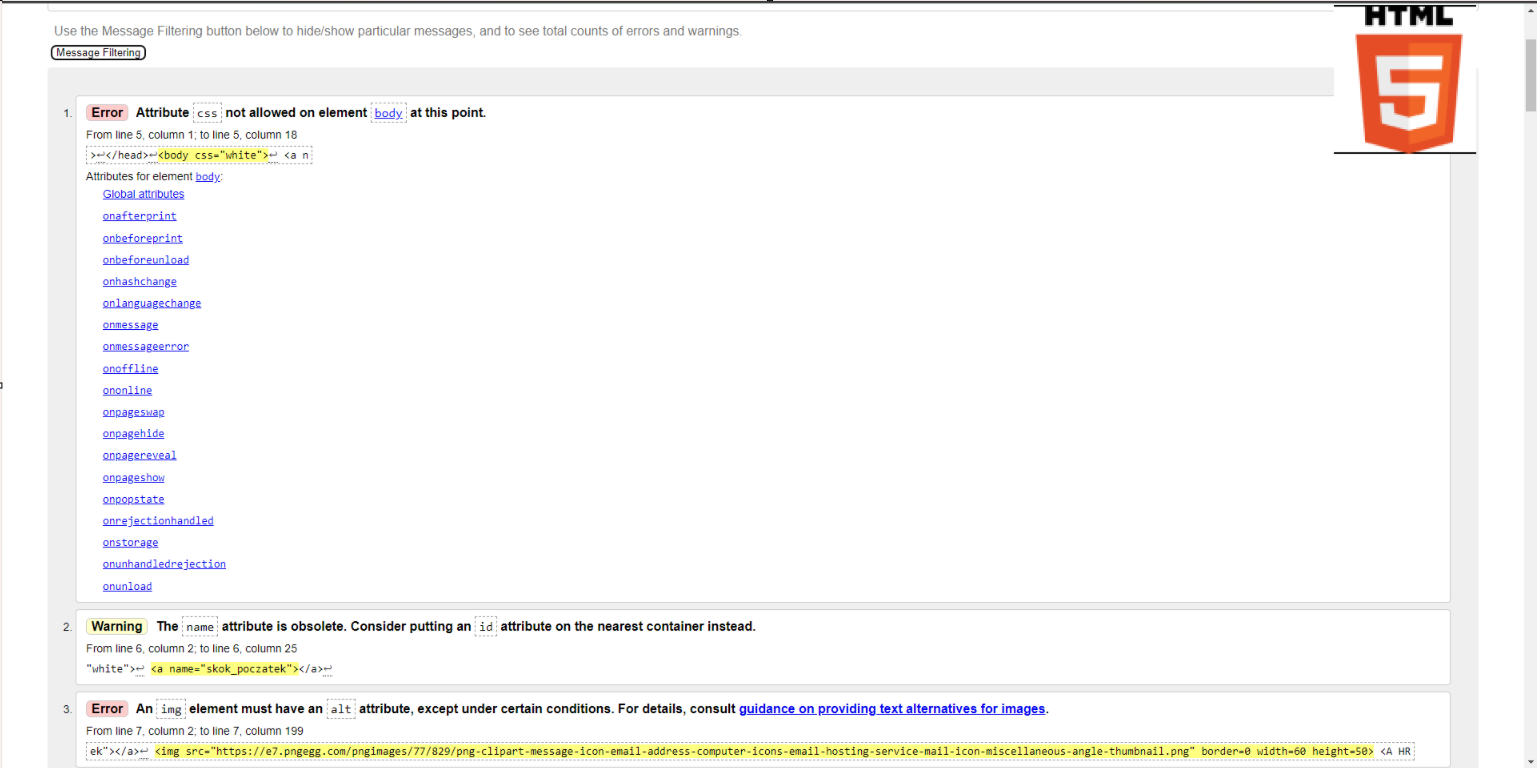 HTML
Use the Message Filtering button below to hide/show particular messages, and to see total counts of errors and warnings.
Message Filtering
1. Error Attribute css not allowed on element body at this point.
From line 5, column 1; to line 5, column 18
>↩</head>↩<body css="white">↩ <a n
Attributes for element body:
Global attributes
onafterprint
onbeforeprint
onbeforeunload
onhashchange
onlanguagechange
onmessage
onmessageerror
onoffline
ononline
onpageswap
onpagehide
onpagereveal
onpageshow
onpopstate
onrejectionhandled
onstorage
onunhandledrejection
onunload
2. Warning The name attribute is obsolete. Consider putting an id attribute on the nearest container instead.
From line 6, column 2; to line 6, column 25
"white">↩ <a name="skok_poczatek"></a>↩
3. Error An img element must have an alt attribute, except under certain conditions. For details, consult guidance on providing text alternatives for images.
From line 7, column 2; to line 7, column 199
ek"></a>↩ <img src="https://e7.pngegg.com/pngimages/77/829/png-clipart-message-icon-email-address-computer-icons-email-hosting-service-mail-icon-miscellaneous-angle-thumbnail.png" border=0 width=60 height=50> <A HR